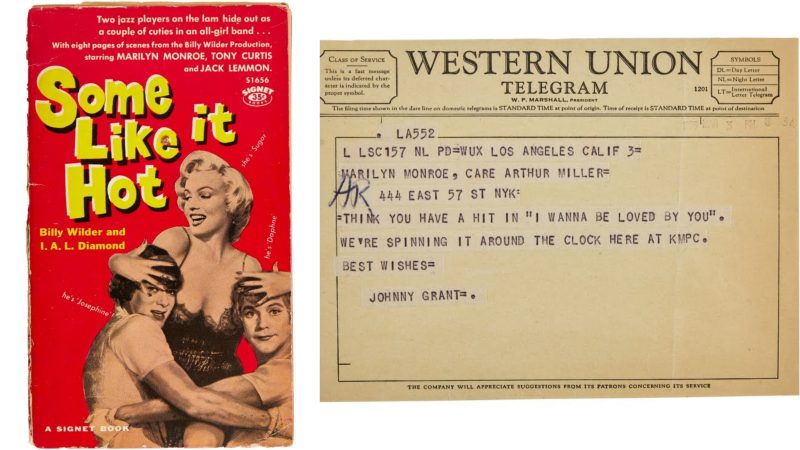 Two jazz players on the lam hide out as
a couple of cuties in an all-girl band . . .
With eight pages of scenes from the Billy Wilder Production,
starring MARILYN MONROE, TONY CURTIS
and JACK LEMMON.
S1656
SIGNET
35¢
BOOKS
Some
Like it
Hot
she's 'Sugar'
Billy Wilder and
I. A. L. Diamond
he's 'Daphne'
he's 'Josephine'
A SIGNET BOOK
CLASS OF SERVICE
This is a fast message
unless its deferred character
is indicated by the
proper symbol.
WESTERN UNION
TELEGRAM
W. P. MARSHALL, PRESIDENT
1201
SYMBOLS
DL=Day Letter
NL=Night Letter
LT=International Letter Telegram
The filing time shown in the date line on domestic telegrams is STANDARD TIME at point of origin. Time of receipt is STANDARD TIME at point of destination
. LA552
L LSC157 NL PD=WUX LOS ANGELES CALIF 3=
MARILYN MONROE, CARE ARTHUR MILLER=
444 EAST 57 ST NYK=
=THINK YOU HAVE A HIT IN "I WANNA BE LOVED BY YOU".
WE'RE SPINNING IT AROUND THE CLOCK HERE AT KMPC.
BEST WISHES=
JOHNNY GRANT=.
THE COMPANY WILL APPRECIATE SUGGESTIONS FROM ITS PATRONS CONCERNING ITS SERVICE